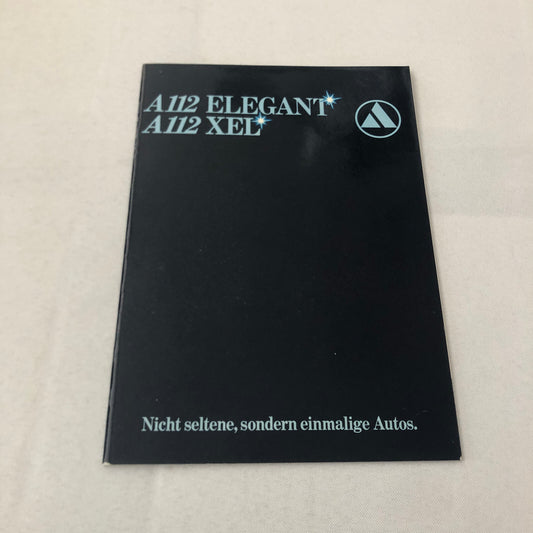 A112 ELEGANT
A112 XEL
Nicht seltene, sondern einmalige Autos.